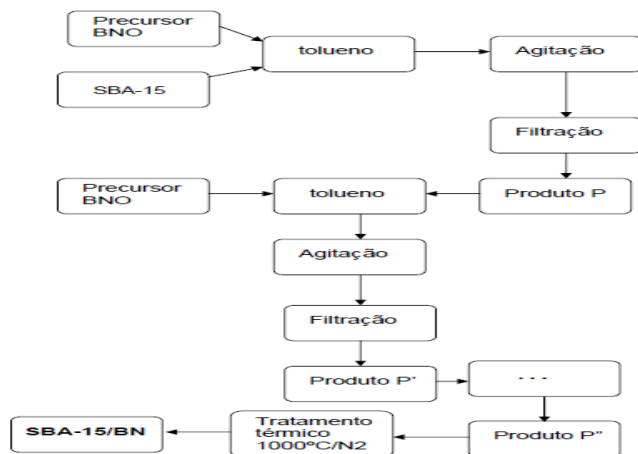 Precursor
BNO
tolueno
Agitação
SBA-15
Filtração
Precursor
BNO
tolueno
Produto P
Agitação
Filtração
Produto P'
. . .
SBA-15/BN
Tratamento
térmico
1000ºC/N2
Produto P"